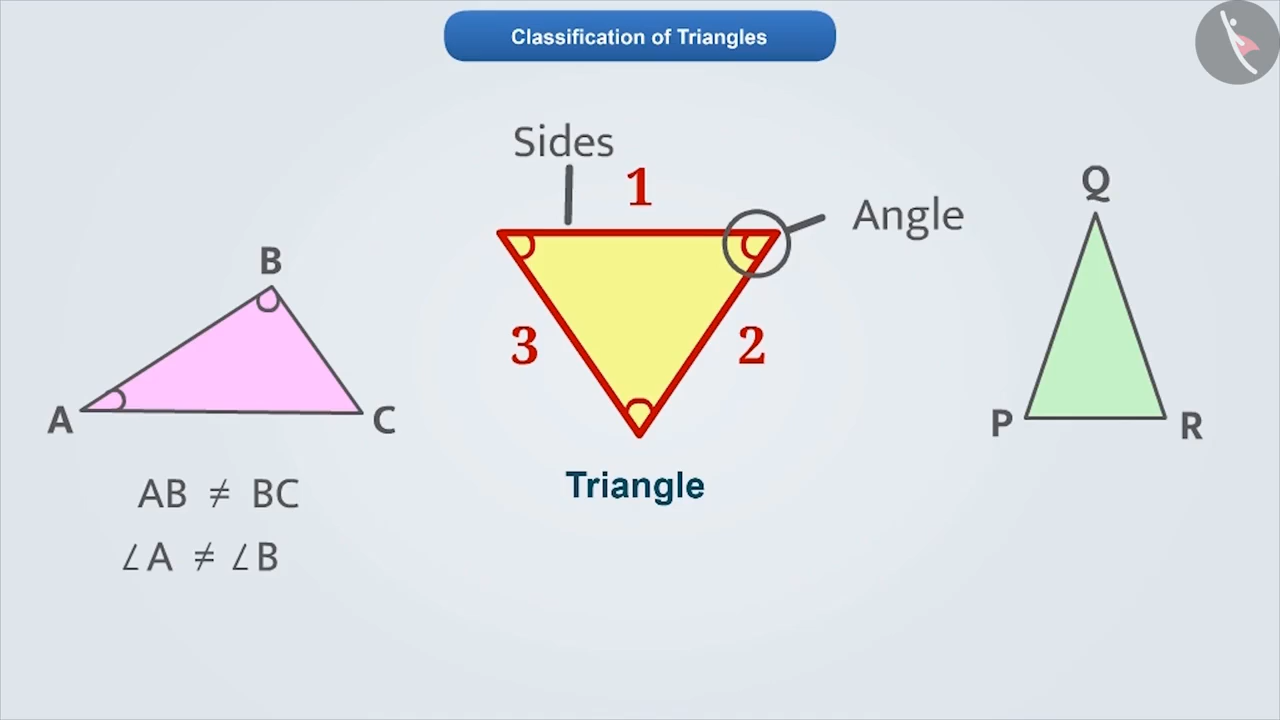 Classification of Triangles
Sides
1
Angle
Q
B
3
2
A
C
P
R
Triangle
AB ≠ BC
∠A ≠ ∠B